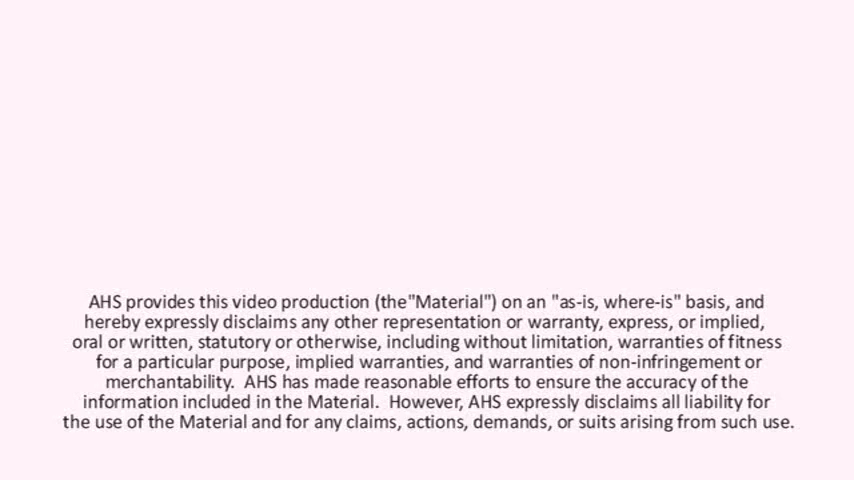 AHS provides this video production (the"Material") on an "as-is, where-is" basis, and
hereby expressly disclaims any other representation or warranty, express, or implied,
oral or written, statutory or otherwise, including without limitation, warranties of fitness
for a particular purpose, implied warranties, and warranties of non-infringement or
merchantability.  AHS has made reasonable efforts to ensure the accuracy of the
information included in the Material.  However, AHS expressly disclaims all liability for
the use of the Material and for any claims, actions, demands, or suits arising from such use.